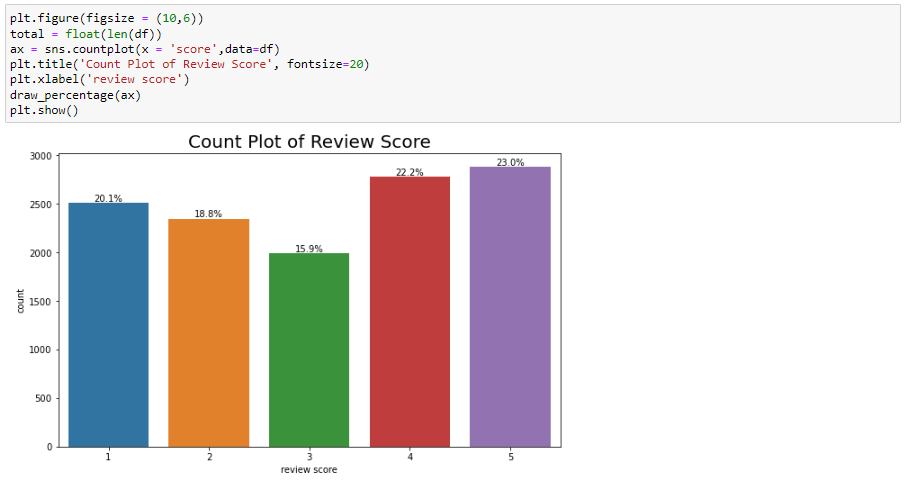 plt.figure(figsize = (10,6))
total = float(len(df))
ax = sns.countplot(x = 'score',data=df)
plt.title('Count Plot of Review Score', fontsize=20)
plt.xlabel('review score')
draw_percentage(ax)
plt.show()
Count Plot of Review Score
3000
2500
2000
1500
1000
500
0
count
20.1%
18.8%
15.9%
22.2%
23.0%
1 2 3 4 5
review score